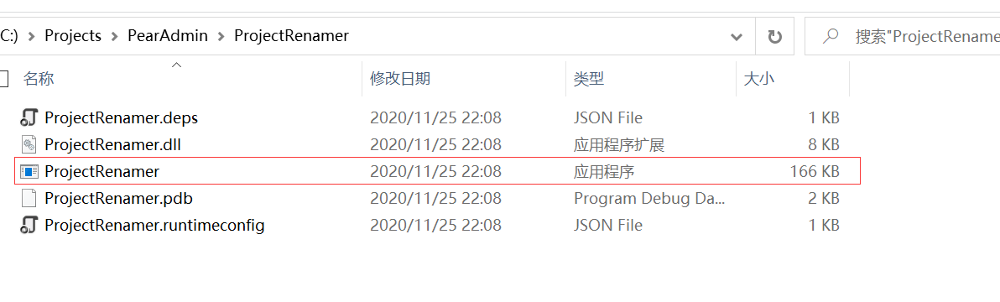 C:) > Projects > PearAdmin > ProjectRenamer 搜索"ProjectRename
名称 修改日期 类型 大小
ProjectRenamer.deps 2020/11/25 22:08 JSON File 1 KB
ProjectRenamer.dll 2020/11/25 22:08 应用程序扩展 8 KB
ProjectRenamer 2020/11/25 22:08 应用程序 166 KB
ProjectRenamer.pdb 2020/11/25 22:08 Program Debug Da... 2 KB
ProjectRenamer.runtimeconfig 2020/11/25 22:08 JSON File 1 KB